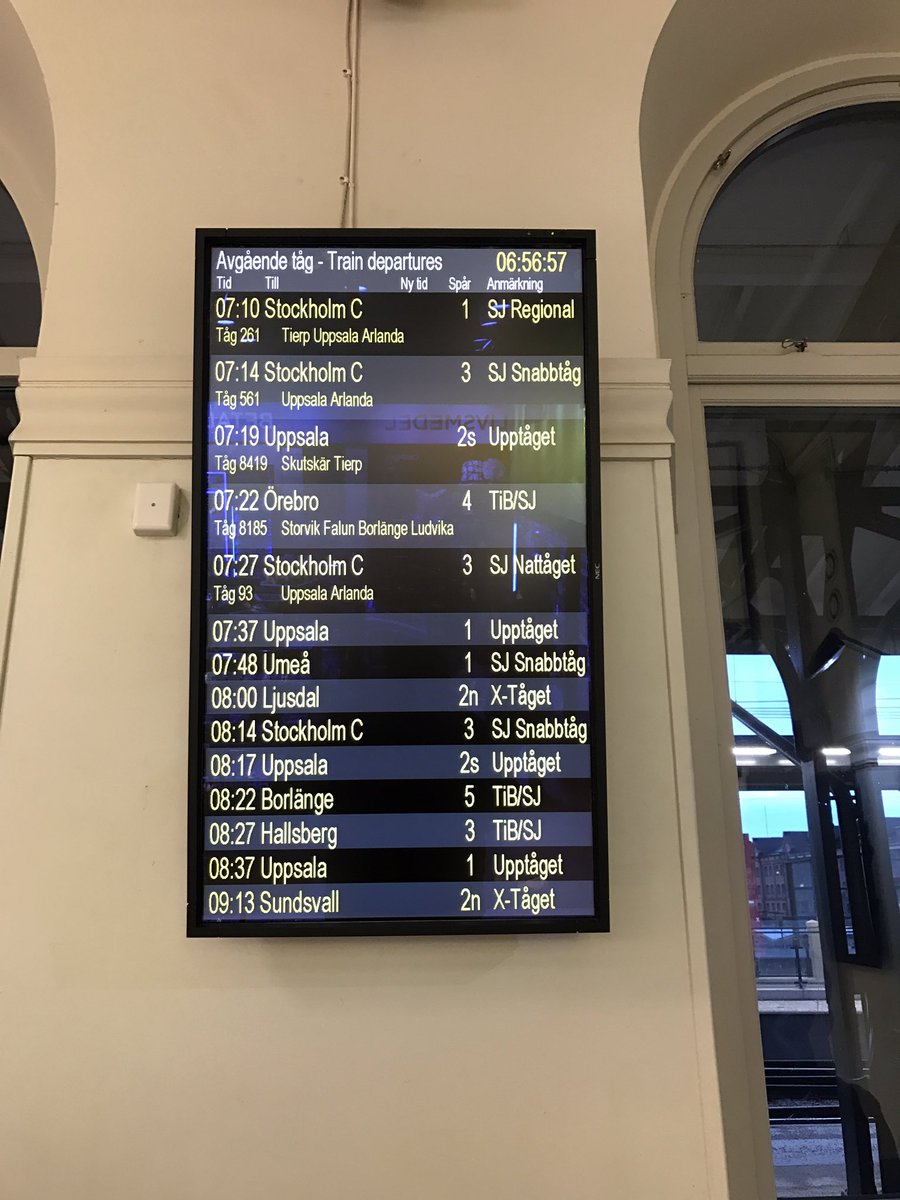 Avgående tåg - Train departures 06:56:57
Tid Till Ny tid Spår Anmärkning
07:10 Stockholm C 1 SJ Regional
Tåg 261 Tierp Uppsala Arlanda
07:14 Stockholm C 3 SJ Snabbtåg
Tåg 561 Uppsala Arlanda
07:19 Uppsala 2s Upptåget
Tåg 8419 Skutskär Tierp
07:22 Örebro 4 TiB/SJ
Tåg 8185 Storvik Falun Borlänge Ludvika
07:27 Stockholm C 3 SJ Nattåget
Tåg 93 Uppsala Arlanda
07:37 Uppsala 1 Upptåget
07:48 Umeå 1 SJ Snabbtåg
08:00 Ljusdal 2n X-Tåget
08:14 Stockholm C 3 SJ Snabbtåg
08:17 Uppsala 2s Upptåget
08:22 Borlänge 5 TiB/SJ
08:27 Hallsberg 3 TiB/SJ
08:37 Uppsala 1 Upptåget
09:13 Sundsvall 2n X-Tåget
NEC